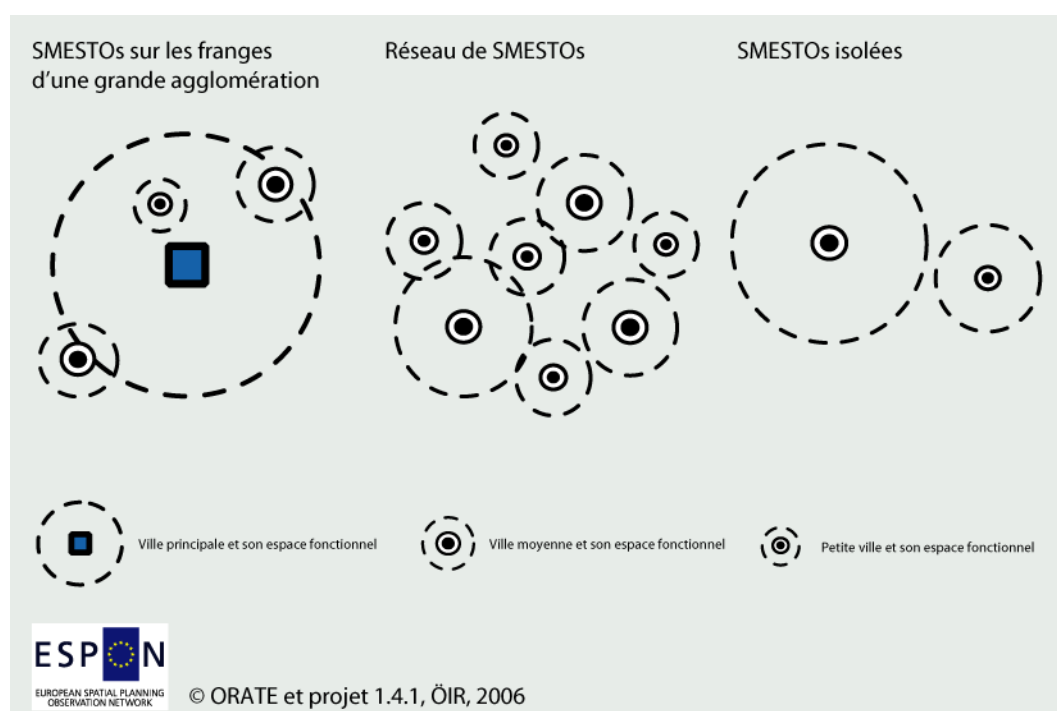 SMESTOs sur les franges
d'une grande agglomération
Réseau de SMESTOs
SMESTOs isolées
Ville principale et son espace fonctionnel
Ville moyenne et son espace fonctionnel
Petite ville et son espace fonctionnel
ESPON
EUROPEAN SPATIAL PLANNING
OBSERVATION NETWORK
© ORATE et projet 1.4.1, ÖIR, 2006